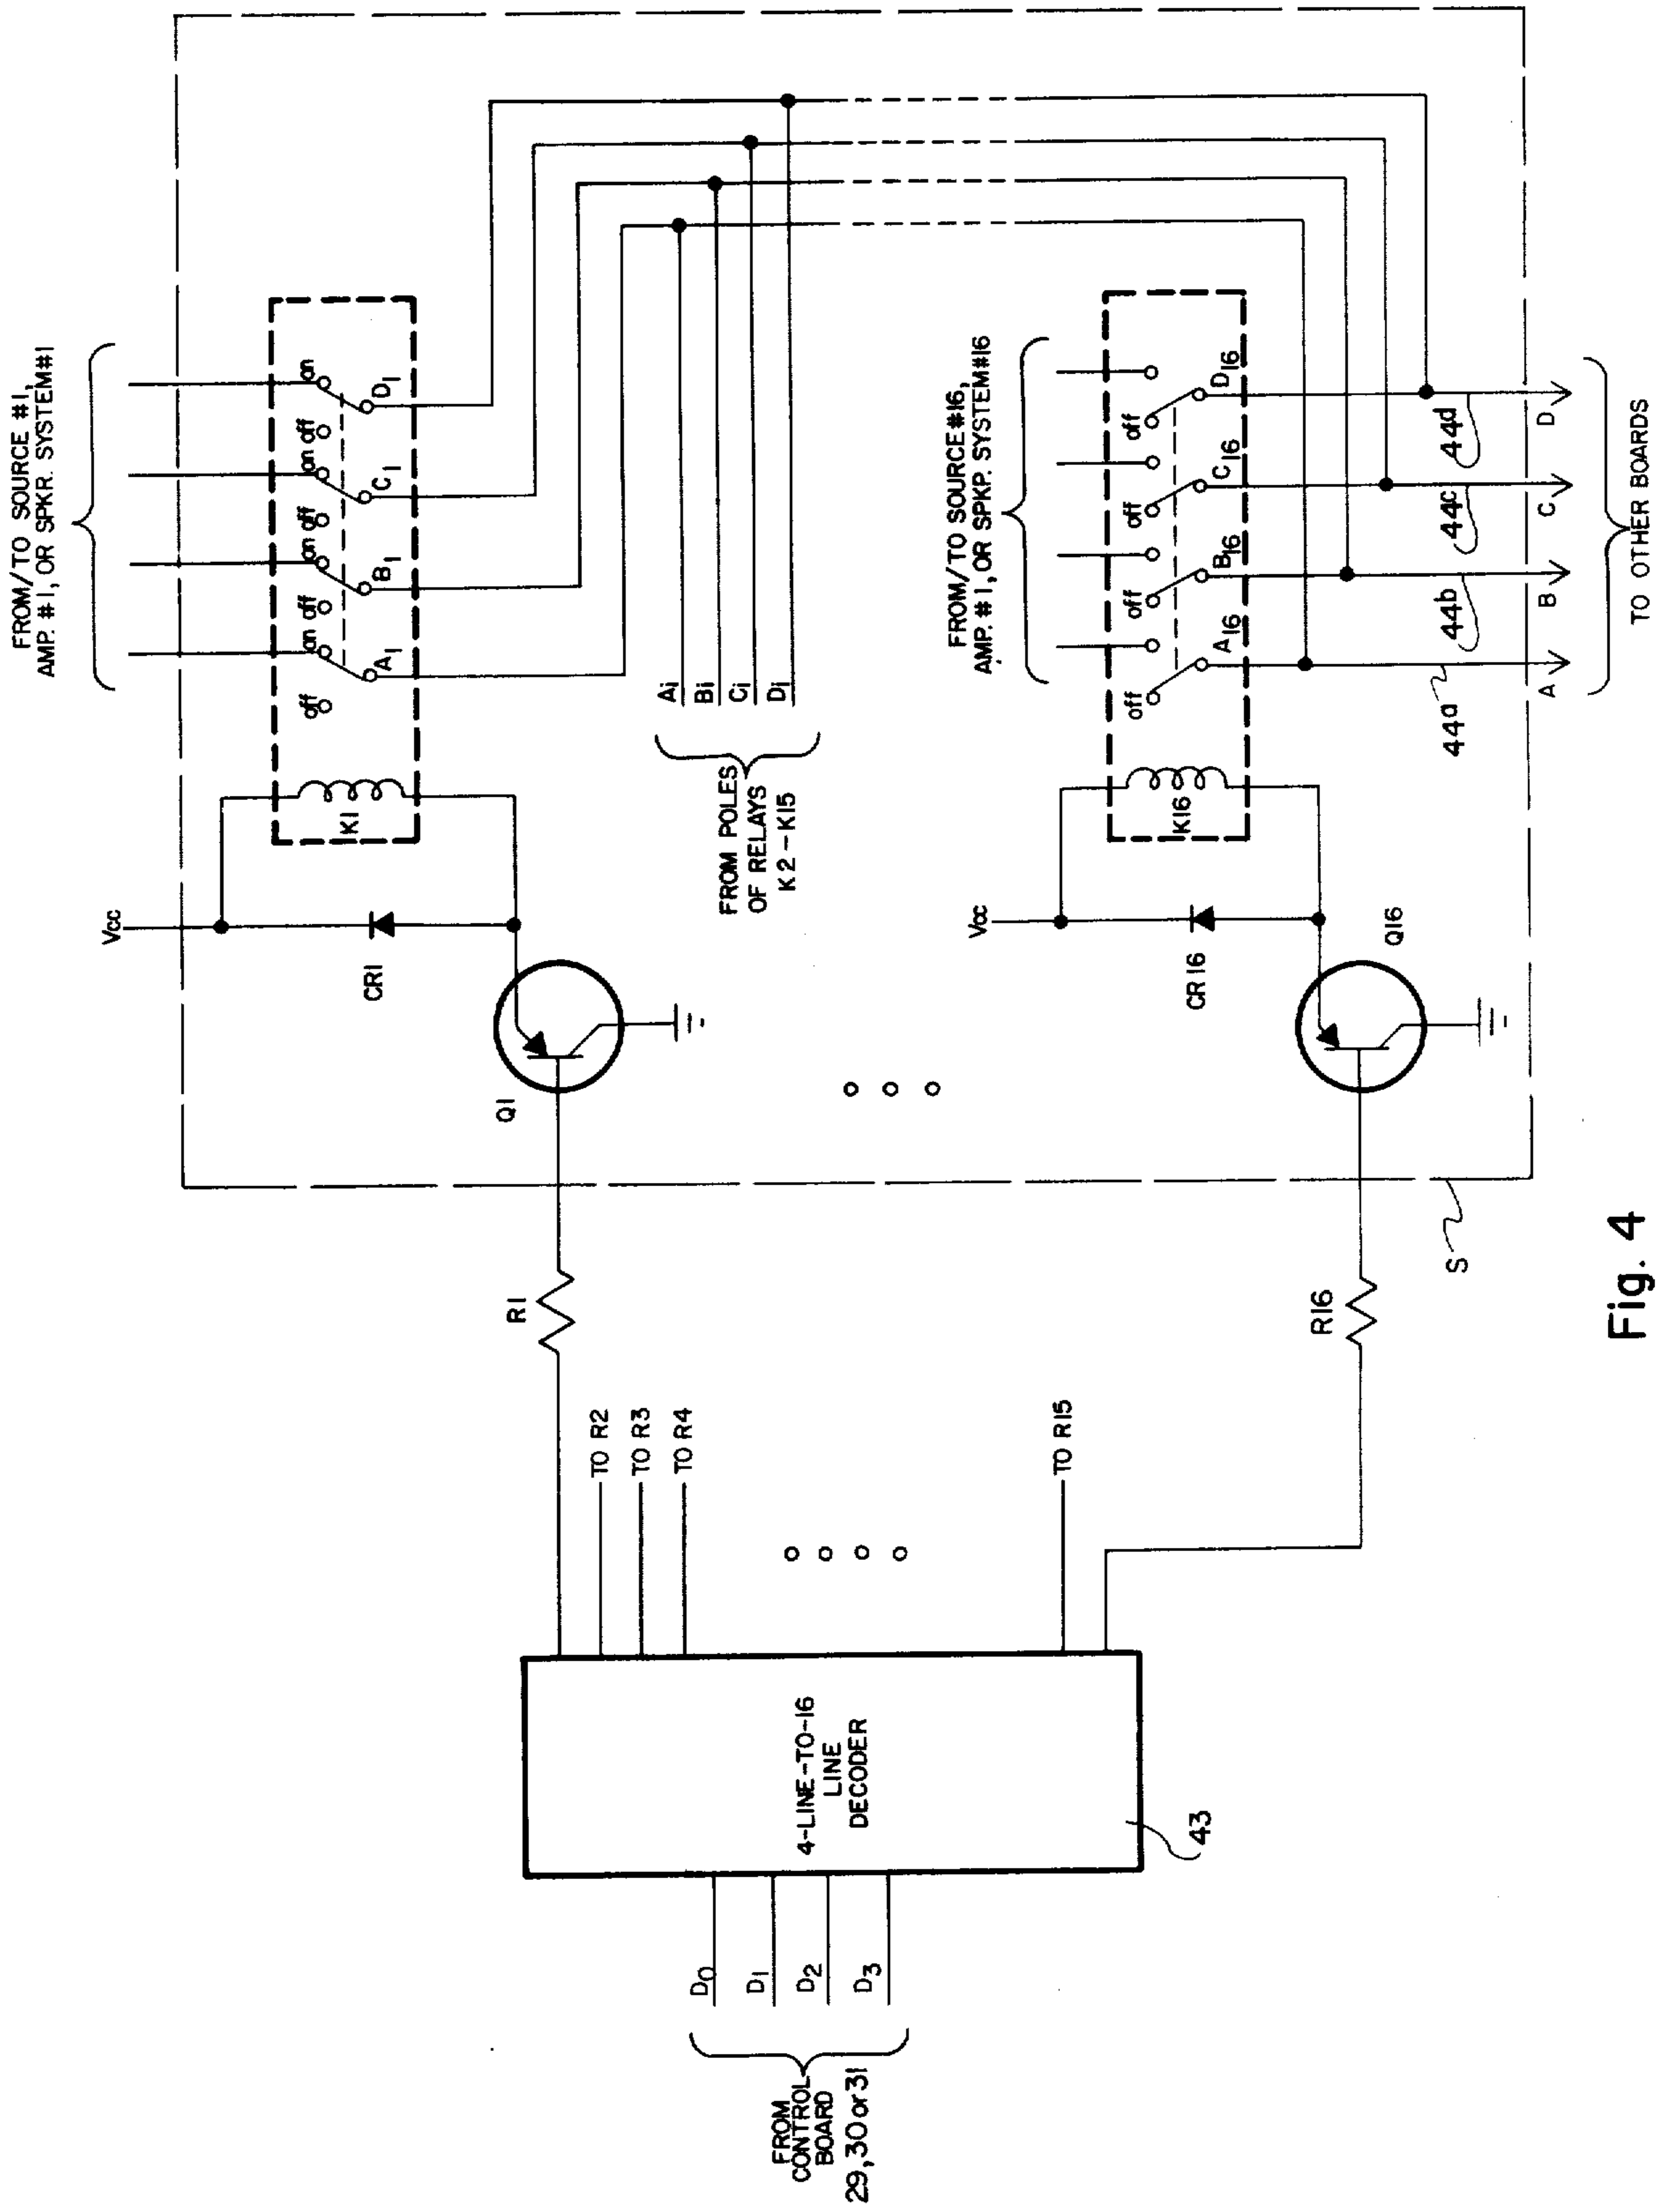 FROM/TO SOURCE #1,
AMP. #1, OR SPKR. SYSTEM#1
Vcc
K1
off
on
off
on
off
on
off
on
A1
B1
C1
D1
CR1
Q1
R1
FROM POLES
OF RELAYS
K2-K15
Ai
Bi
Ci
Di
TO R2
TO R3
TO R4
TO R15
FROM/TO SOURCE#16,
AMP. #1, OR SPKP. SYSTEM#16
Vcc
K16
off
off
off
off
A16
B16
C16
D16
CR16
Q16
R16
44a
44b
44c
44d
A
B
C
D
TO OTHER BOARDS
S
4-LINE-TO-16
LINE
DECODER
43
D0
D1
D2
D3
FROM
CONTROL
BOARD
29,30 or 31
Fig. 4